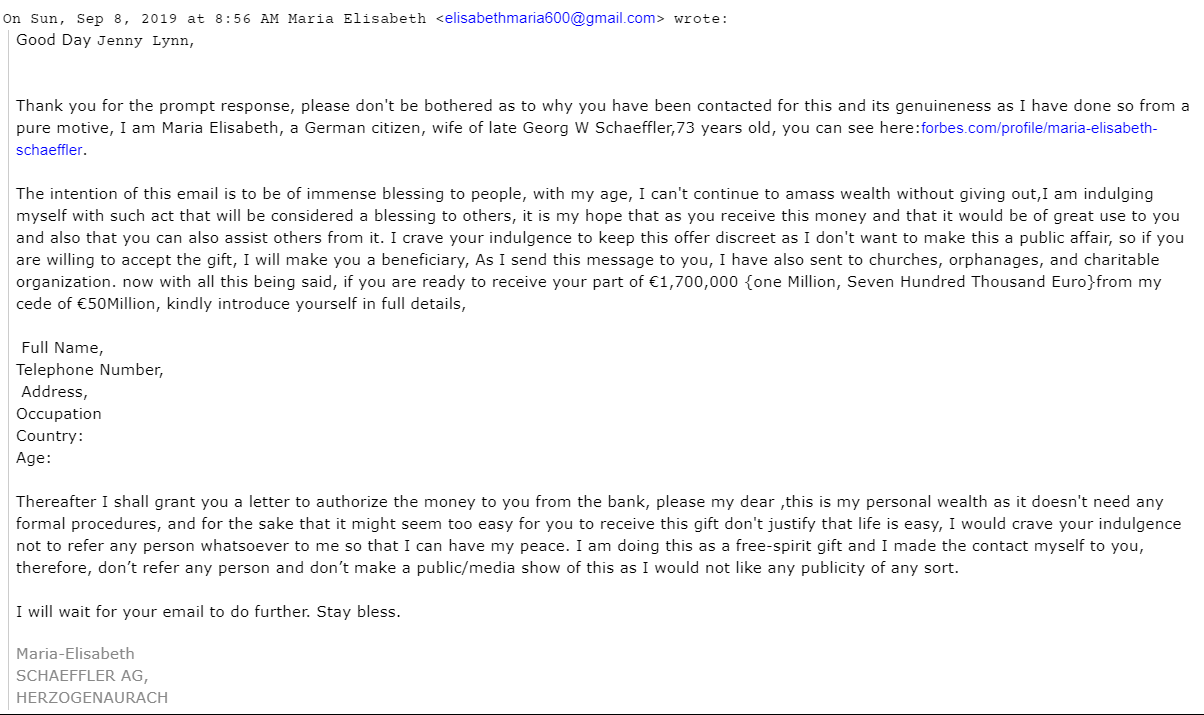 On Sun, Sep 8, 2019 at 8:56 AM Maria Elisabeth <elisabethmaria600@gmail.com> wrote:
Good Day Jenny Lynn,
Thank you for the prompt response, please don't be bothered as to why you have been contacted for this and its genuineness as I have done so from a
pure motive, I am Maria Elisabeth, a German citizen, wife of late Georg W Schaeffler,73 years old, you can see here:forbes.com/profile/maria-elisabeth-
schaeffler.
The intention of this email is to be of immense blessing to people, with my age, I can't continue to amass wealth without giving out,I am indulging
myself with such act that will be considered a blessing to others, it is my hope that as you receive this money and that it would be of great use to you
and also that you can also assist others from it. I crave your indulgence to keep this offer discreet as I don't want to make this a public affair, so if you
are willing to accept the gift, I will make you a beneficiary, As I send this message to you, I have also sent to churches, orphanages, and charitable
organization. now with all this being said, if you are ready to receive your part of €1,700,000 {one Million, Seven Hundred Thousand Euro}from my
cede of €50Million, kindly introduce yourself in full details,
Full Name,
Telephone Number,
Address,
Occupation
Country:
Age:
Thereafter I shall grant you a letter to authorize the money to you from the bank, please my dear ,this is my personal wealth as it doesn't need any
formal procedures, and for the sake that it might seem too easy for you to receive this gift don't justify that life is easy, I would crave your indulgence
not to refer any person whatsoever to me so that I can have my peace. I am doing this as a free-spirit gift and I made the contact myself to you,
therefore, don’t refer any person and don’t make a public/media show of this as I would not like any publicity of any sort.
I will wait for your email to do further. Stay bless.
Maria-Elisabeth
SCHAEFFLER AG,
HERZOGENAURACH